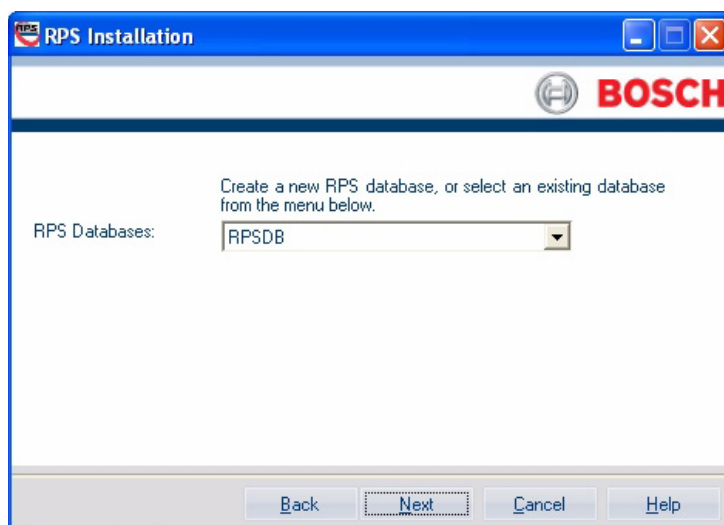 RPS
RPS Installation
BOSCH
Create a new RPS database, or select an existing database
from the menu below.
RPS Databases:
RPSDB
Back
Next
Cancel
Help